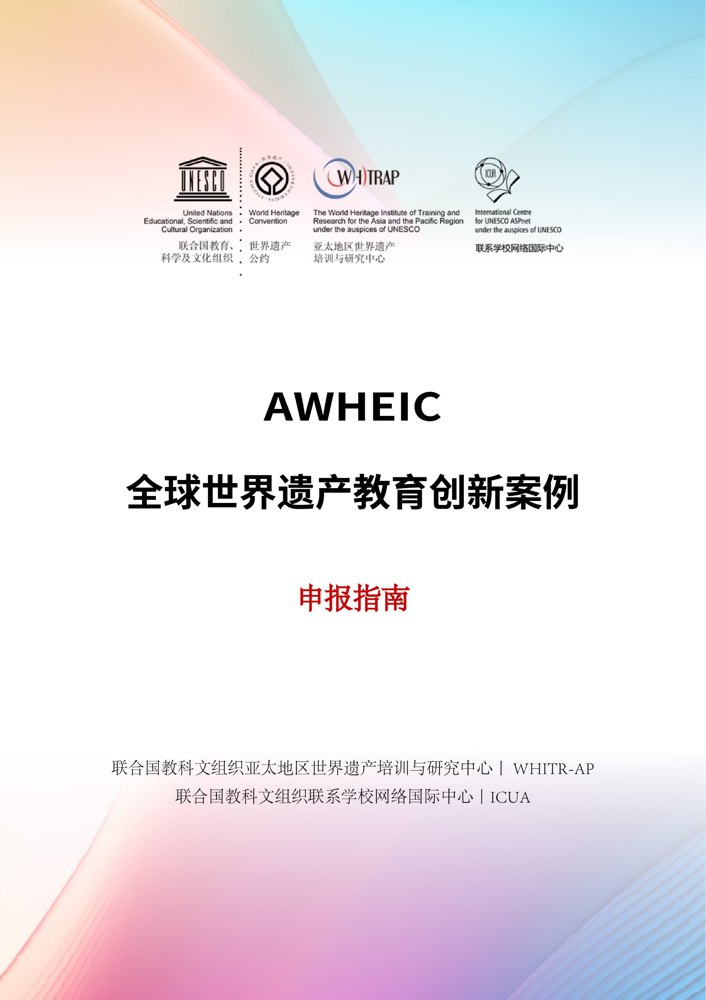 UNESCO
United Nations
Educational, Scientific and
Cultural Organization
联合国教育、
科学及文化组织
WORLD HERITAGE · PATRIMOINE MONDIAL · 世界遗产 ·
World Heritage
Convention
世界遗产
公约
WHITRAP
The World Heritage Institute of Training and
Research for the Asia and the Pacific Region
under the auspices of UNESCO
亚太地区世界遗产
培训与研究中心
ICUA
International Centre
for UNESCO ASPnet
under the auspices of UNESCO
联系学校网络国际中心
AWHEIC
全球世界遗产教育创新案例
申报指南
联合国教科文组织亚太地区世界遗产培训与研究中心丨 WHITR-AP
联合国教科文组织联系学校网络国际中心丨ICUA